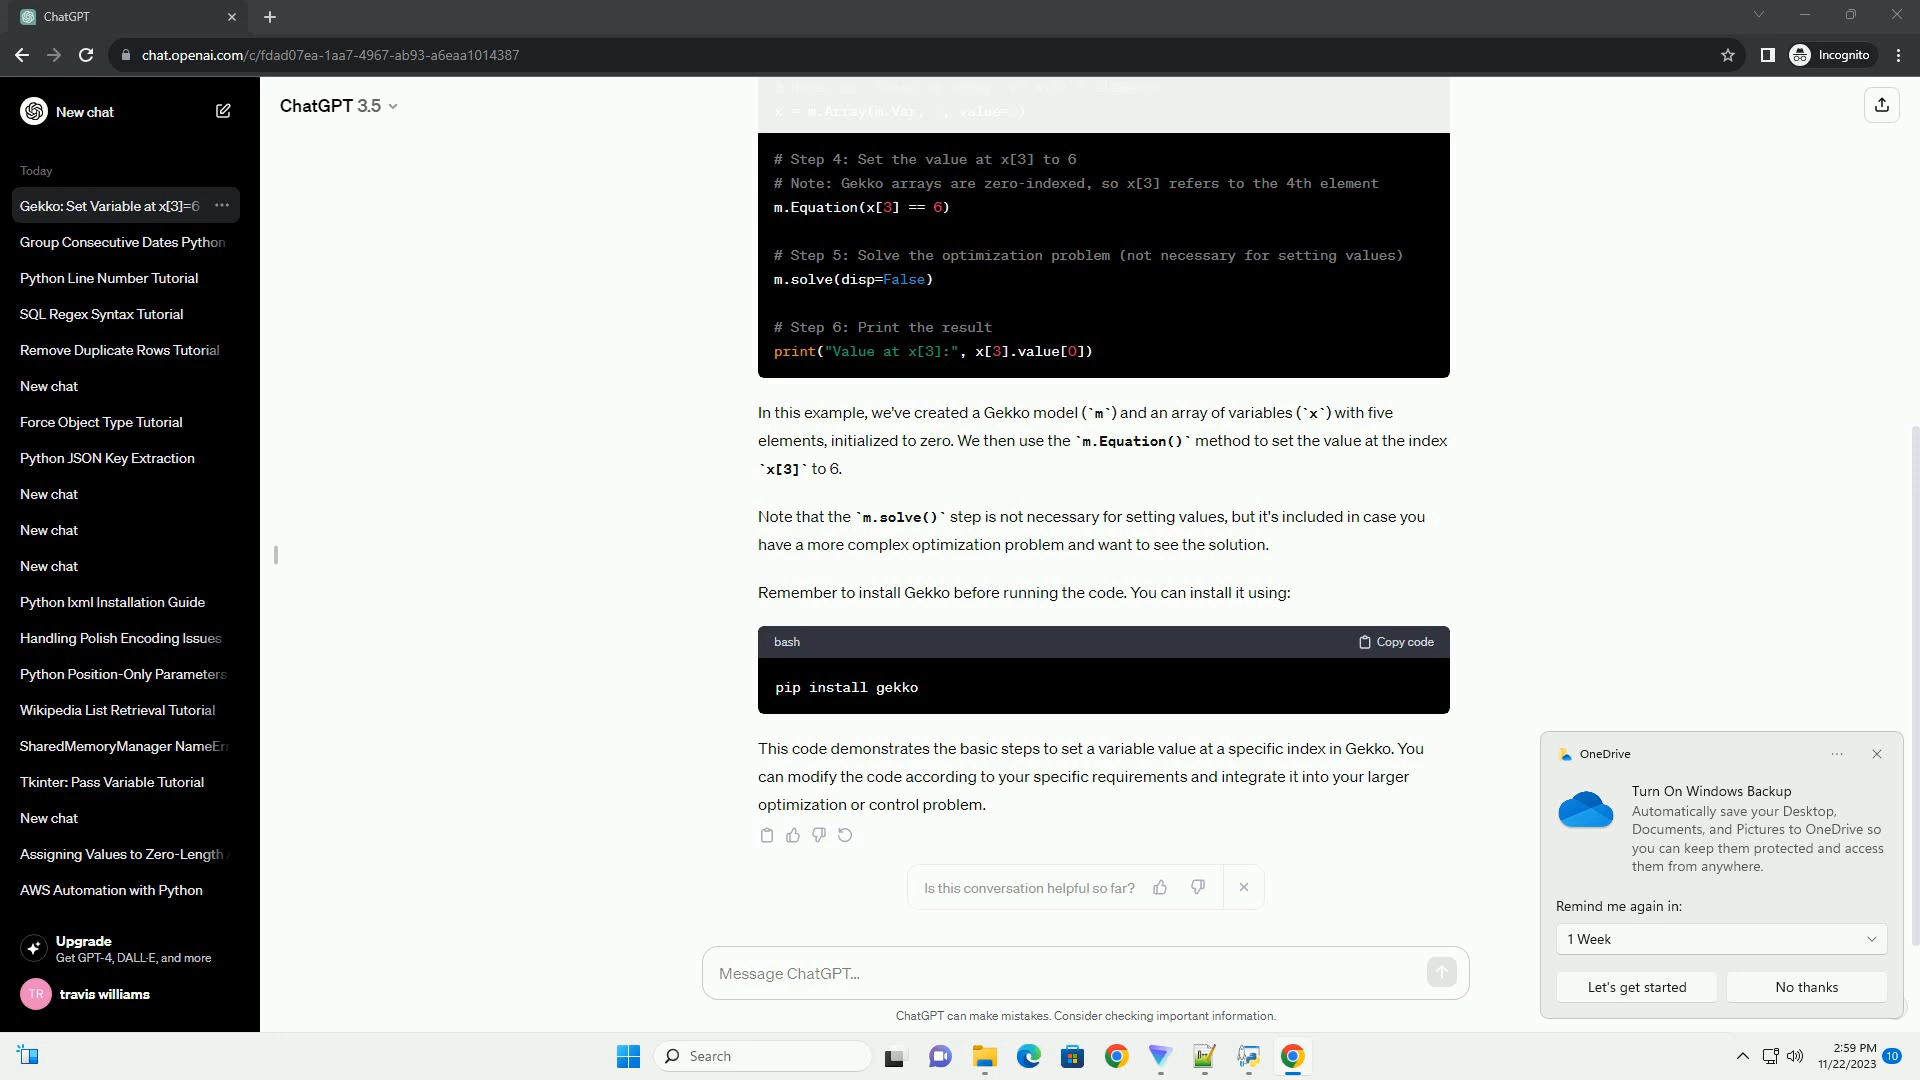 ChatGPT
chat.openai.com/c/fdad07ea-1aa7-4967-ab93-a6eaa1014387
Incognito
New chat
Today
Gekko: Set Variable at x[3]=6
Group Consecutive Dates Python
Python Line Number Tutorial
SQL Regex Syntax Tutorial
Remove Duplicate Rows Tutorial
New chat
Force Object Type Tutorial
Python JSON Key Extraction
New chat
New chat
New chat
Python lxml Installation Guide
Handling Polish Encoding Issues
Python Position-Only Parameters
Wikipedia List Retrieval Tutorial
SharedMemoryManager NameErr
Tkinter: Pass Variable Tutorial
New chat
Assigning Values to Zero-Length
AWS Automation with Python
Upgrade
Get GPT-4, DALL·E, and more
TR travis williams
ChatGPT 3.5
x = m.Array(m.Var, , value= )
# Step 4: Set the value at x[3] to 6
# Note: Gekko arrays are zero-indexed, so x[3] refers to the 4th element
m.Equation(x[3] == 6)
# Step 5: Solve the optimization problem (not necessary for setting values)
m.solve(disp=False)
# Step 6: Print the result
print("Value at x[3]:", x[3].value[0])
In this example, we've created a Gekko model (`m`) and an array of variables (`x`) with five
elements, initialized to zero. We then use the `m.Equation()` method to set the value at the index
`x[3]` to 6.
Note that the `m.solve()` step is not necessary for setting values, but it's included in case you
have a more complex optimization problem and want to see the solution.
Remember to install Gekko before running the code. You can install it using:
bash
Copy code
pip install gekko
This code demonstrates the basic steps to set a variable value at a specific index in Gekko. You
can modify the code according to your specific requirements and integrate it into your larger
optimization or control problem.
Is this conversation helpful so far?
Message ChatGPT...
ChatGPT can make mistakes. Consider checking important information.
OneDrive
Turn On Windows Backup
Automatically save your Desktop,
Documents, and Pictures to OneDrive so
you can keep them protected and access
them from anywhere.
Remind me again in:
1 Week
Let's get started
No thanks
Search
2:59 PM
11/22/2023
10